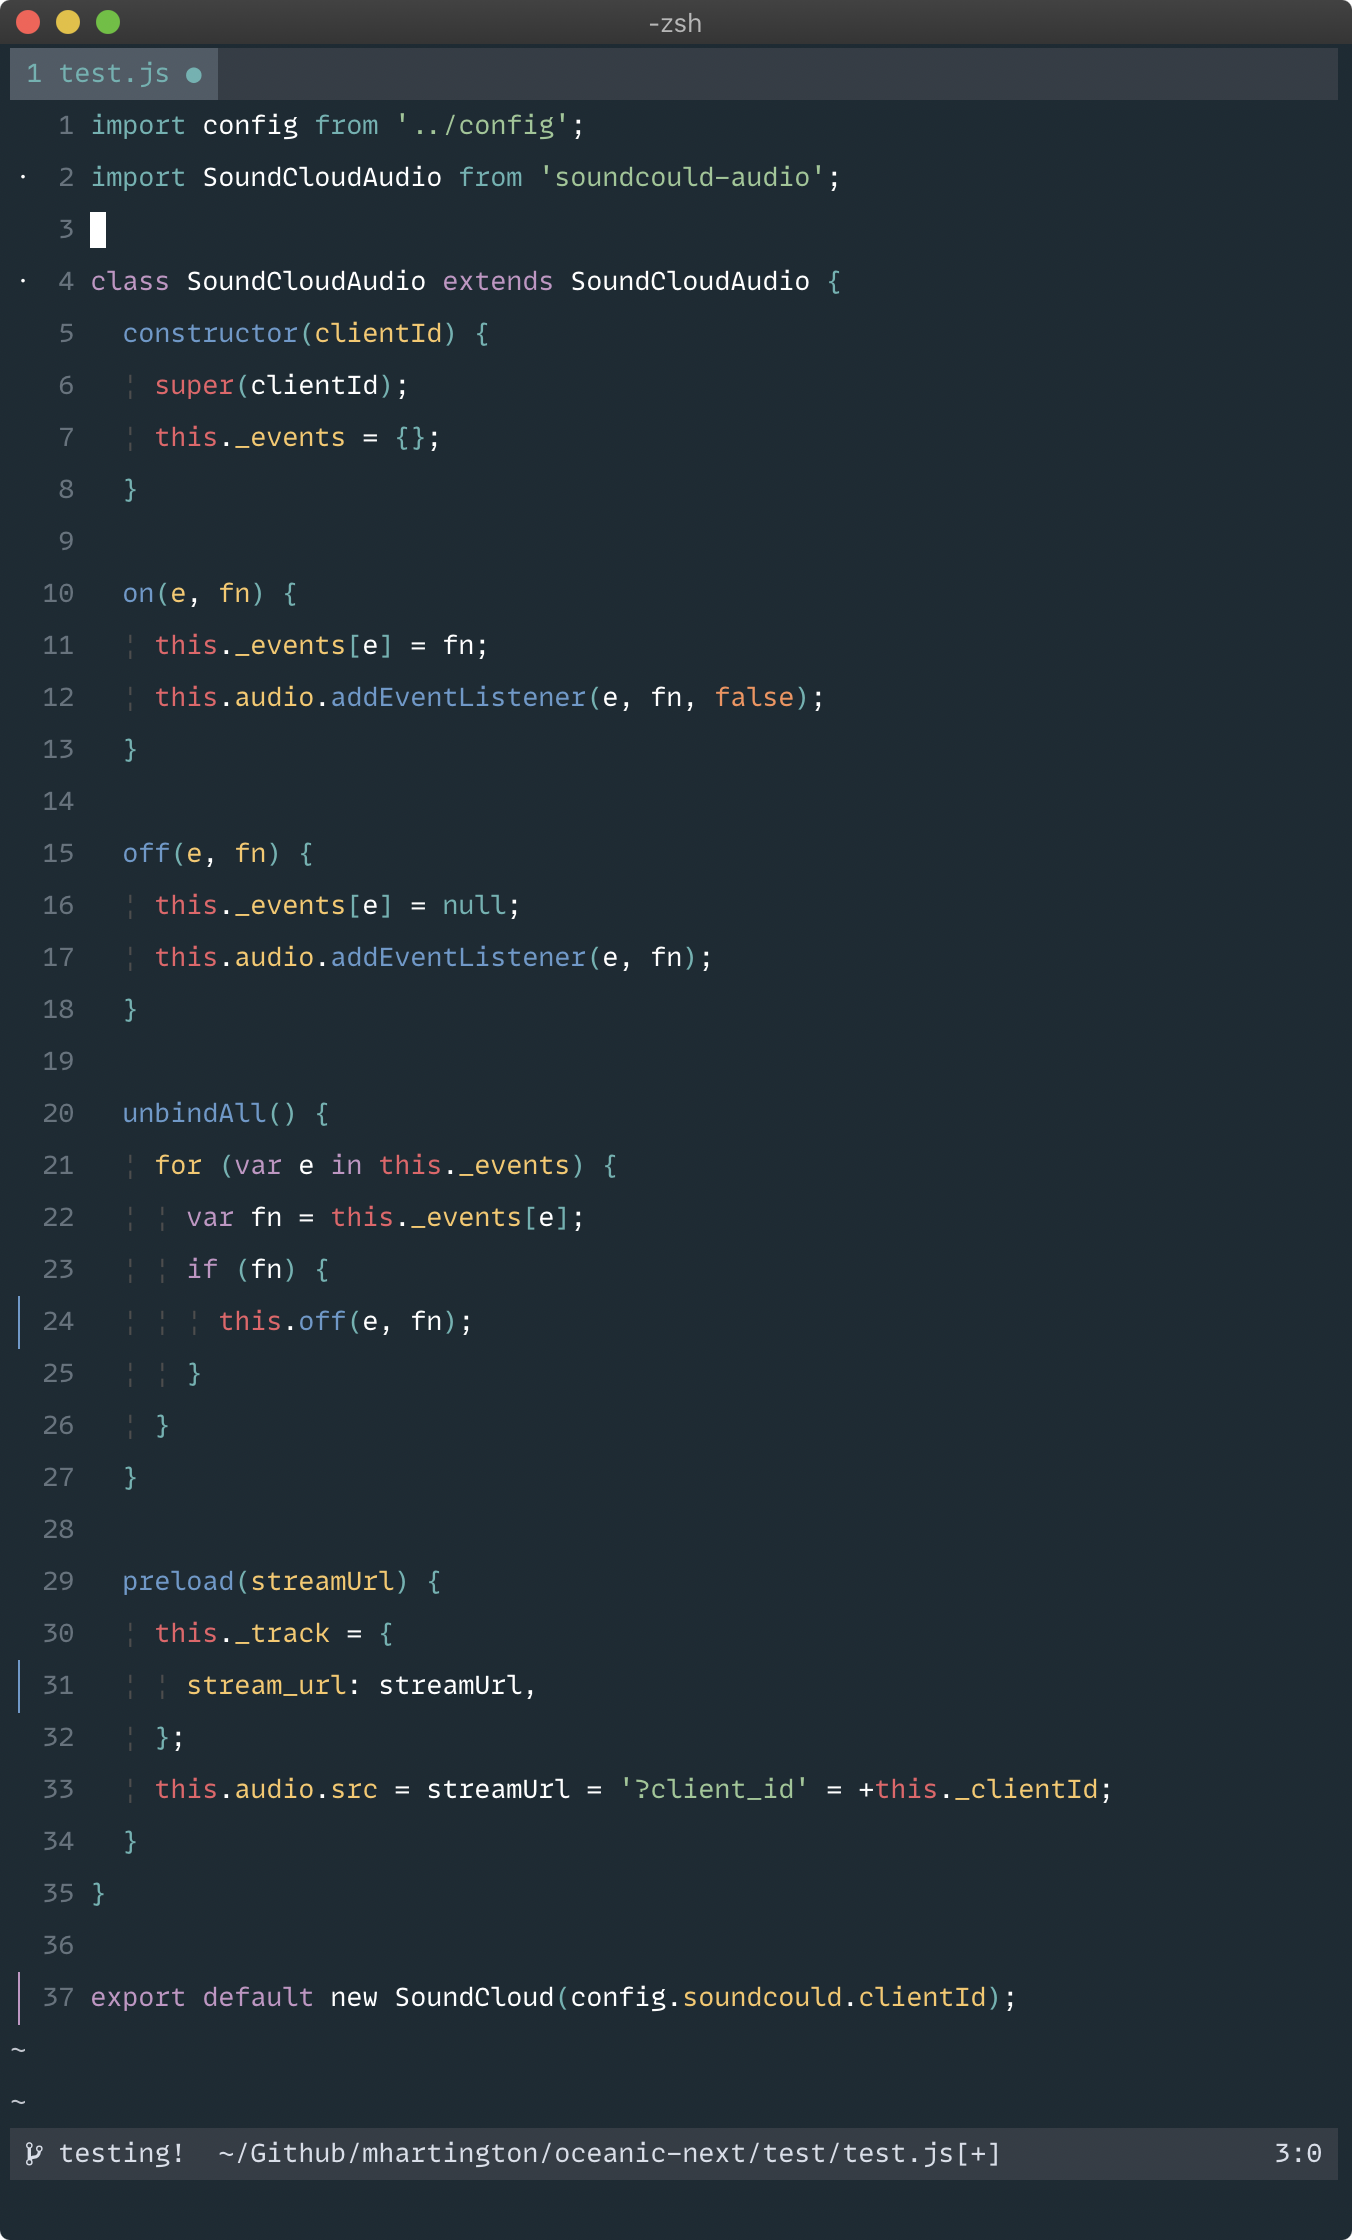 -zsh
1 test.js ●
1 import config from '../config';
· 2 import SoundCloudAudio from 'soundcould-audio';
3
· 4 class SoundCloudAudio extends SoundCloudAudio {
5   constructor(clientId) {
6   ¦ super(clientId);
7   ¦ this._events = {};
8   }
9
10   on(e, fn) {
11   ¦ this._events[e] = fn;
12   ¦ this.audio.addEventListener(e, fn, false);
13   }
14
15   off(e, fn) {
16   ¦ this._events[e] = null;
17   ¦ this.audio.addEventListener(e, fn);
18   }
19
20   unbindAll() {
21   ¦ for (var e in this._events) {
22   ¦ ¦ var fn = this._events[e];
23   ¦ ¦ if (fn) {
24   ¦ ¦ ¦ this.off(e, fn);
25   ¦ ¦ }
26   ¦ }
27   }
28
29   preload(streamUrl) {
30   ¦ this._track = {
31   ¦ ¦ stream_url: streamUrl,
32   ¦ };
33   ¦ this.audio.src = streamUrl = '?client_id' = +this._clientId;
34   }
35 }
36
37 export default new SoundCloud(config.soundcould.clientId);
~
~
testing!  ~/Github/mhartington/oceanic-next/test/test.js[+] 3:0